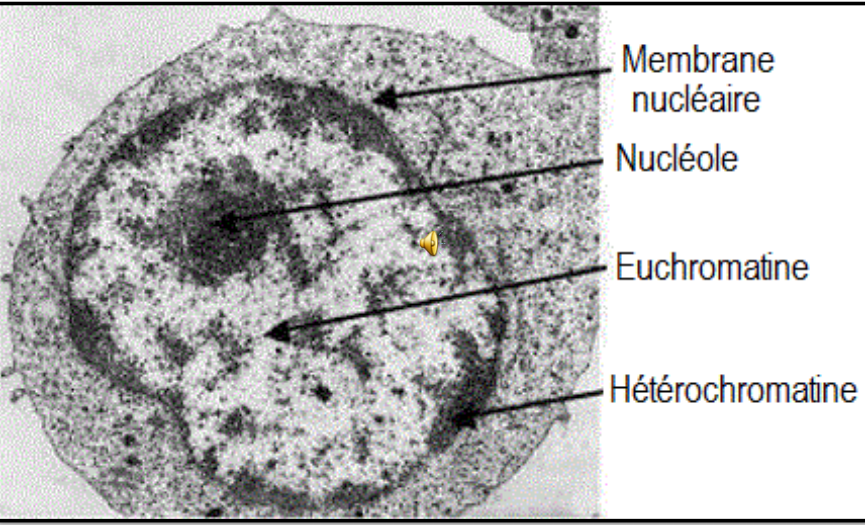 Membrane
nucléaire
Nucléole
Euchromatine
Hétérochromatine